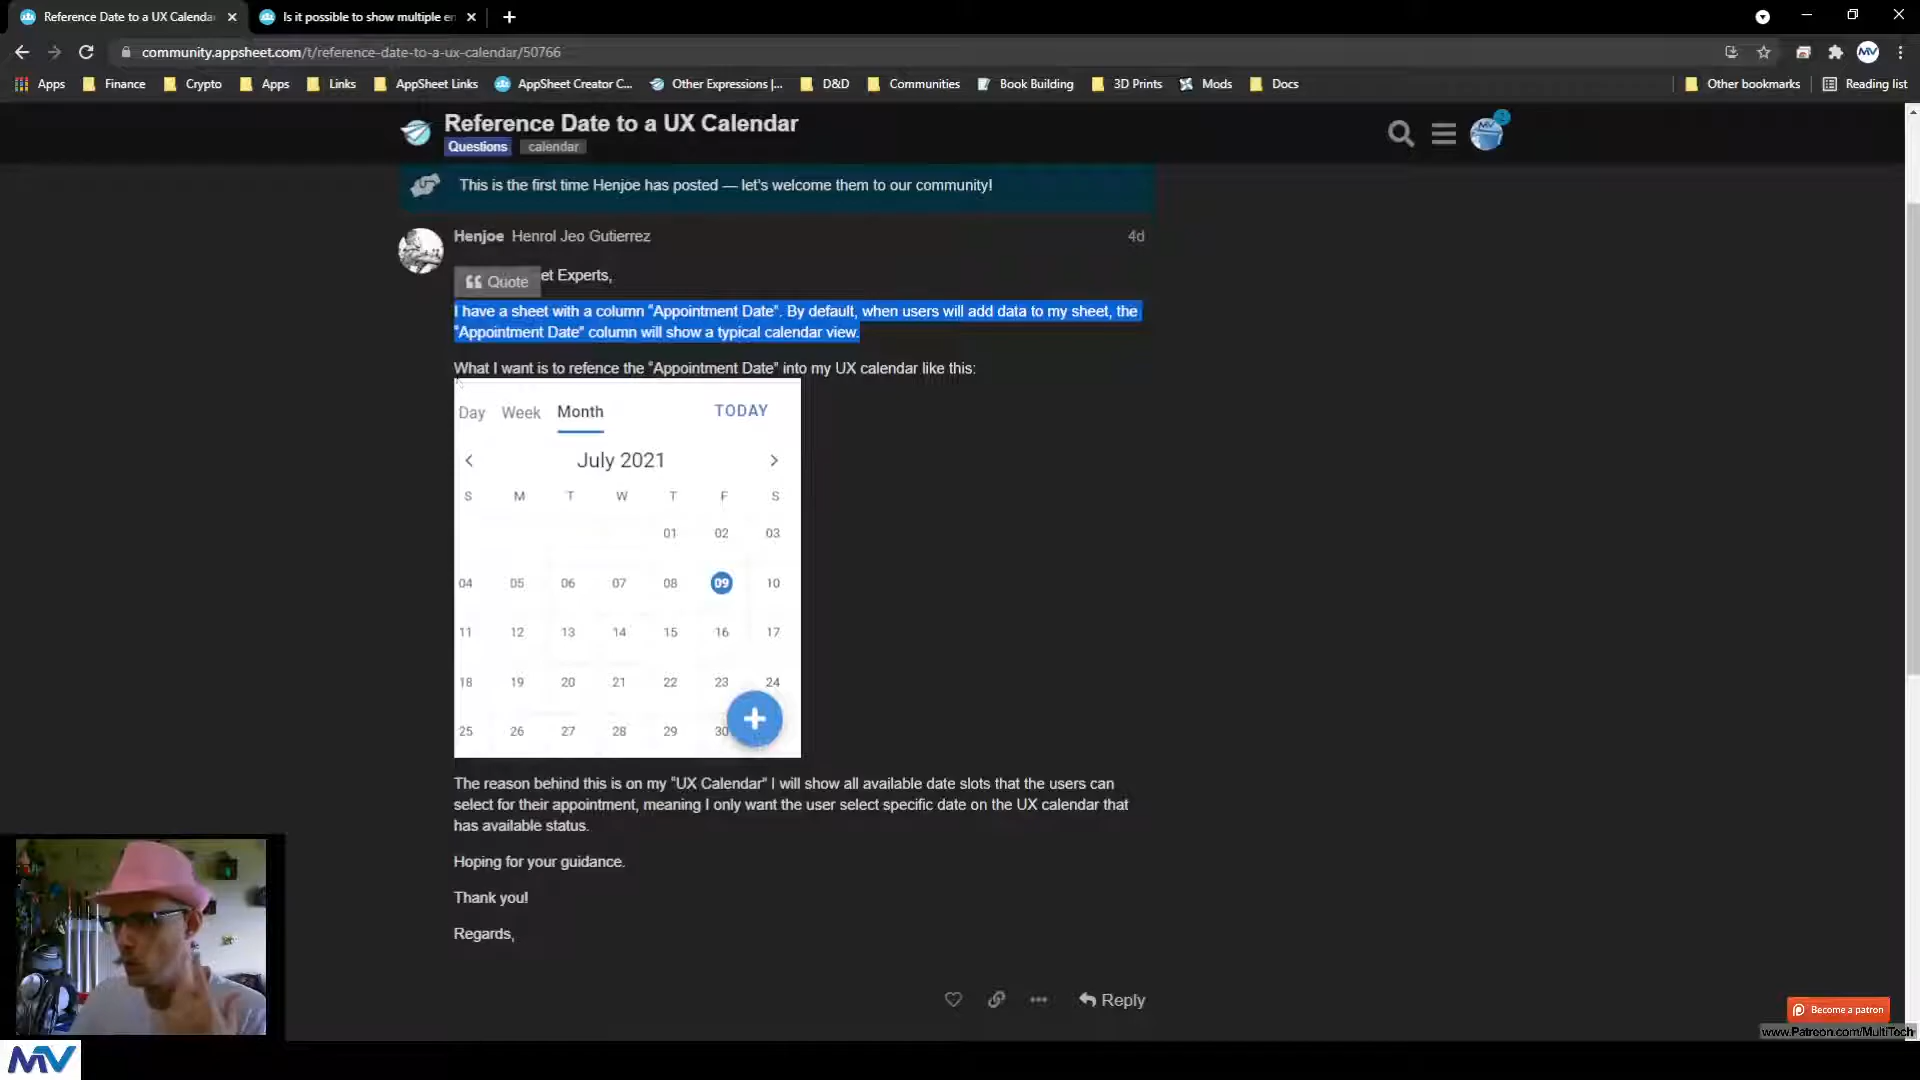 Reference Date to a UX Calenda
Is it possible to show multiple en
community.appsheet.com/t/reference-date-to-a-ux-calendar/50766
MV
Apps
Finance
Crypto
Apps
Links
AppSheet Links
AppSheet Creator C...
Other Expressions |...
D&D
Communities
Book Building
3D Prints
Mods
Docs
Other bookmarks
Reading list
Reference Date to a UX Calendar
Questions calendar
MV
This is the first time Henjoe has posted — let's welcome them to our community!
Henjoe Henrol Jeo Gutierrez 4d
Quote et Experts,
I have a sheet with a column "Appointment Date". By default, when users will add data to my sheet, the
"Appointment Date" column will show a typical calendar view.
What I want is to refence the "Appointment Date" into my UX calendar like this:
Day Week Month TODAY
July 2021
S M T W T F S
01 02 03
04 05 06 07 08 09 10
11 12 13 14 15 16 17
18 19 20 21 22 23 24
25 26 27 28 29 30
The reason behind this is on my "UX Calendar" I will show all available date slots that the users can
select for their appointment, meaning I only want the user select specific date on the UX calendar that
has available status.
Hoping for your guidance.
Thank you!
Regards,
Reply
Become a patron
www.Patreon.com/MultiTech
MV